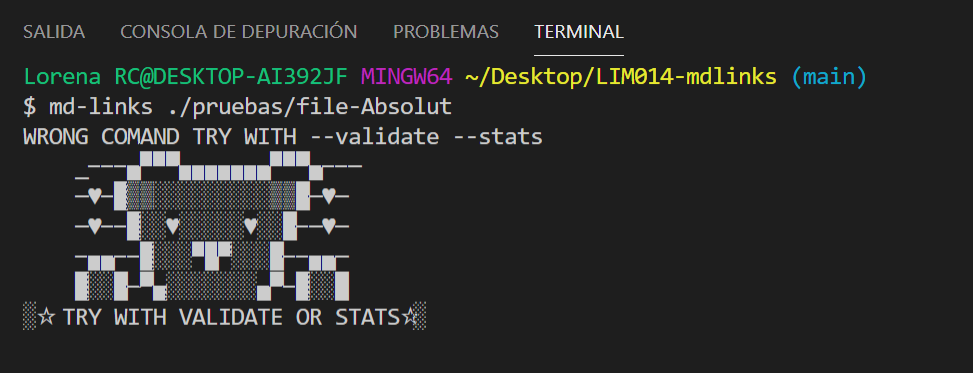 SALIDA CONSOLA DE DEPURACIÓN PROBLEMAS TERMINAL
Lorena RC@DESKTOP-AI392JF MINGW64 ~/Desktop/LIM014-mdlinks (main)
$ md-links ./pruebas/file-Absolut
WRONG COMAND TRY WITH --validate --stats
░☆ TRY WITH VALIDATE OR STATS☆░